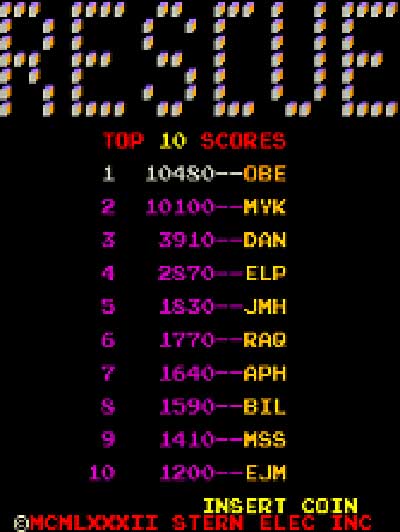 RESCUE
TOP 10 SCORES
1 10480--OBE
2 10100--MYK
3 3910--DAN
4 2870--ELP
5 1830--JMH
6 1770--RAQ
7 1640--APH
8 1590--BIL
9 1410--MSS
10 1200--EJM
INSERT COIN
©MCMLXXXII STERN ELEC INC